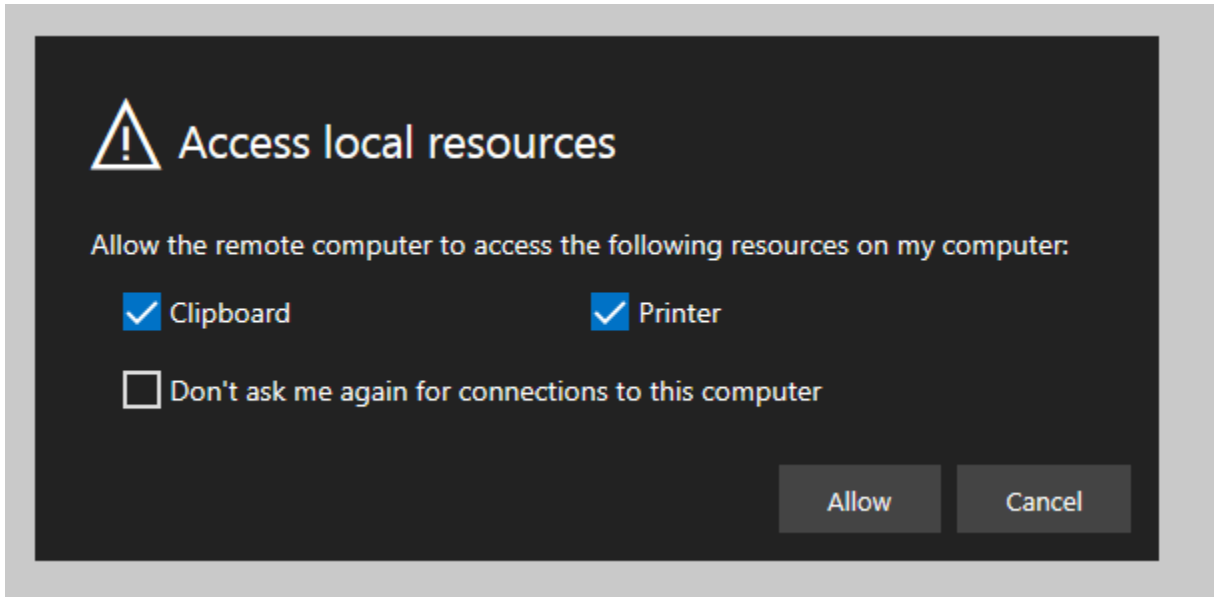 Access local resources
Allow the remote computer to access the following resources on my computer:
Clipboard Printer
Don't ask me again for connections to this computer
Allow Cancel